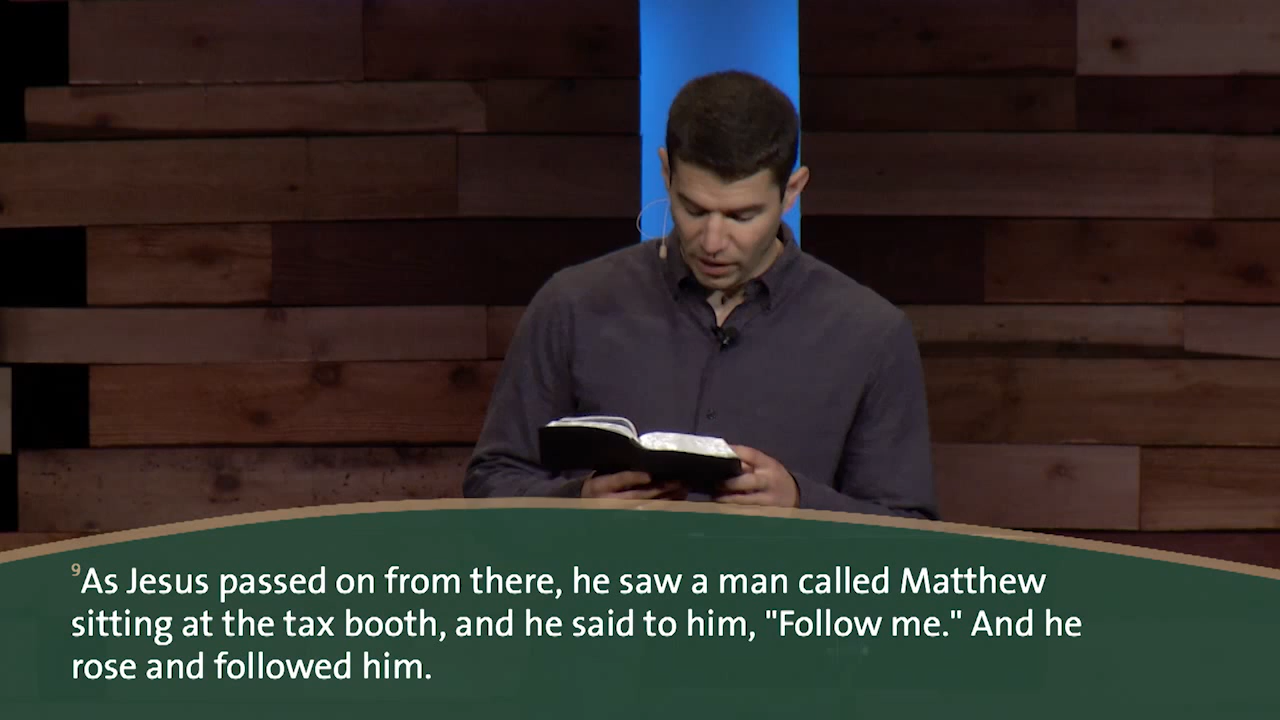 ⁹As Jesus passed on from there, he saw a man called Matthew
sitting at the tax booth, and he said to him, "Follow me." And he
rose and followed him.